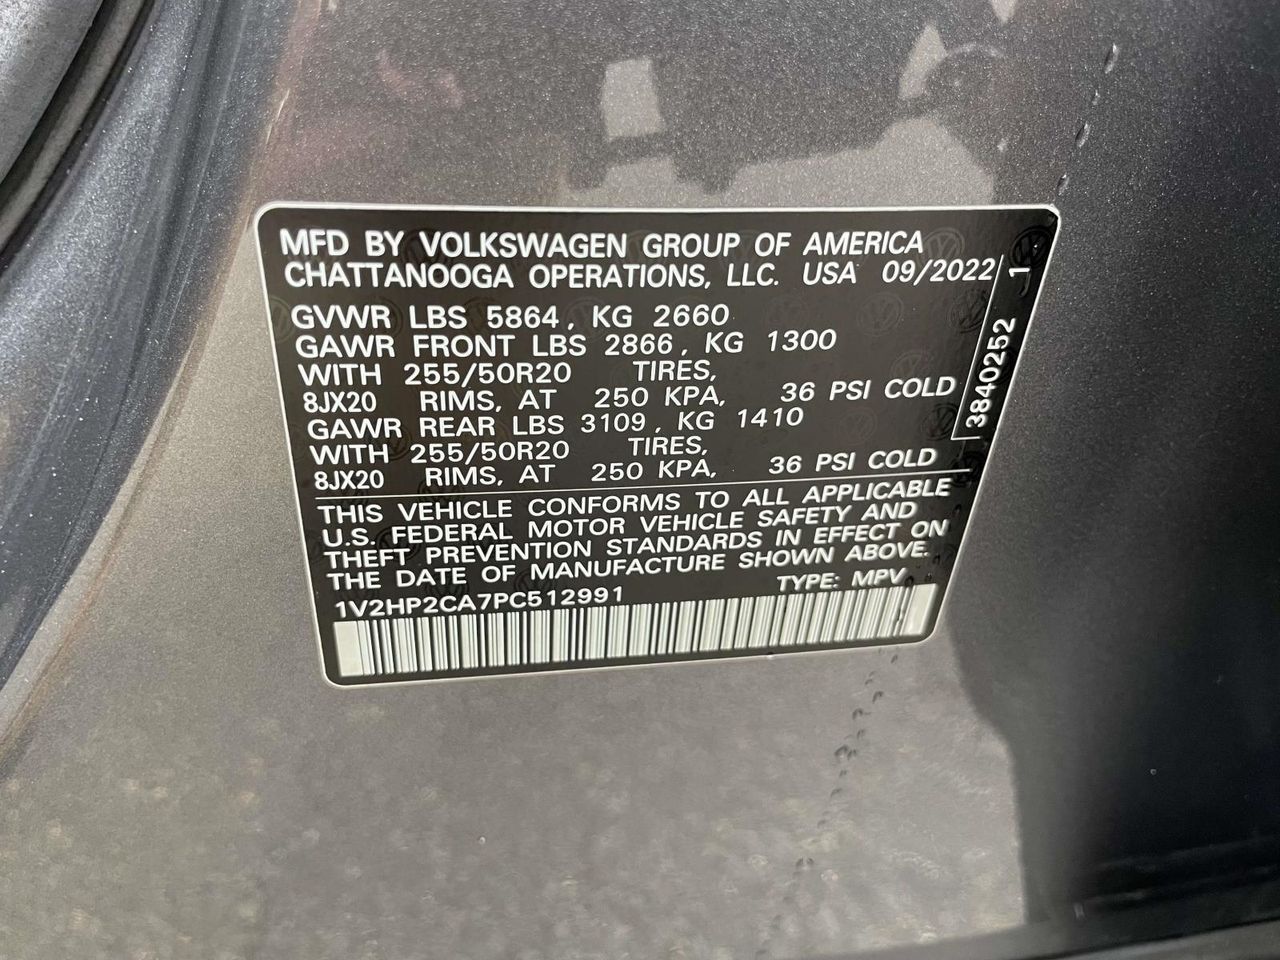 MFD BY VOLKSWAGEN GROUP OF AMERICA
CHATTANOOGA OPERATIONS, LLC. USA 09/2022
GVWR LBS 5864, KG 2660
GAWR FRONT LBS 2866, KG 1300
WITH 255/50R20 TIRES,
8JX20 RIMS, AT 250 KPA, 36 PSI COLD
GAWR REAR LBS 3109, KG 1410
WITH 255/50R20 TIRES,
8JX20 RIMS, AT 250 KPA, 36 PSI COLD
3840252 1
THIS VEHICLE CONFORMS TO ALL APPLICABLE
U.S. FEDERAL MOTOR VEHICLE SAFETY AND
THEFT PREVENTION STANDARDS IN EFFECT ON
THE DATE OF MANUFACTURE SHOWN ABOVE.
1V2HP2CA7PC512991 TYPE: MPV